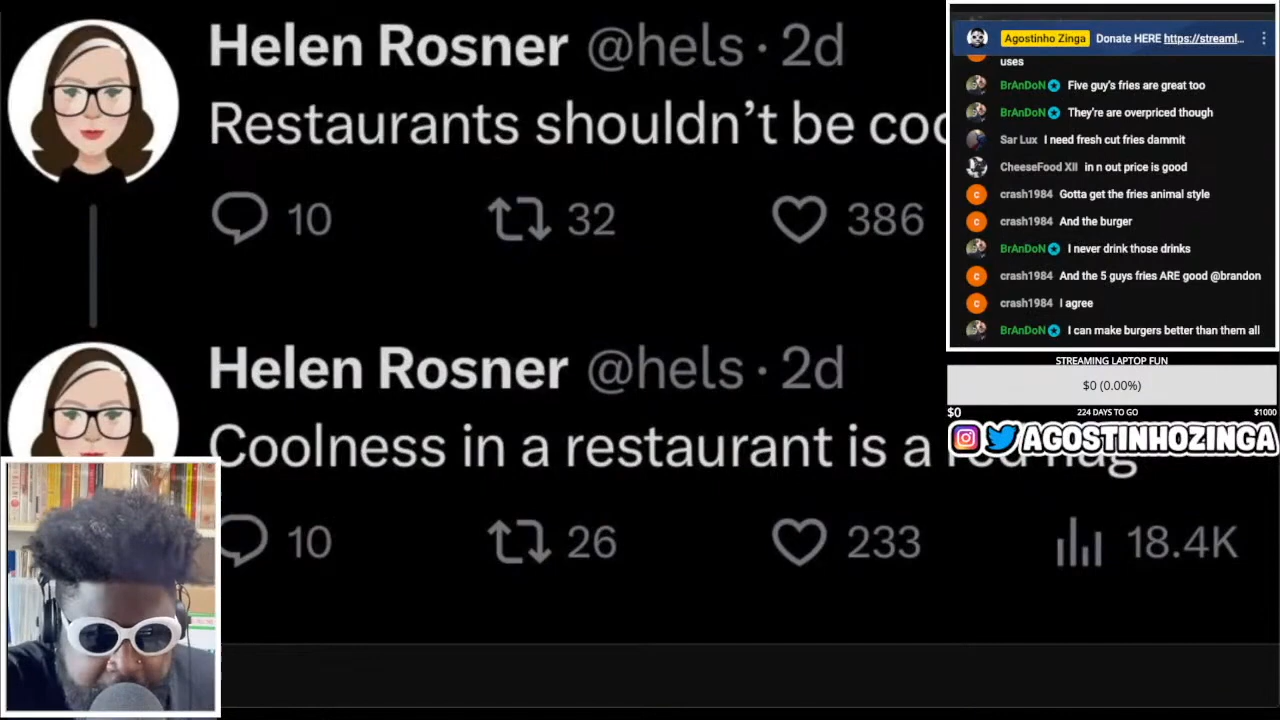 Helen Rosner @hels · 2d
Restaurants shouldn't be
10 32 386
Helen Rosner @hels · 2d
Coolness in a restaurant is a
10 26 233 18.4K
Agostinho Zinga Donate HERE https://streaml...
uses
BrAnDoN Five guy's fries are great too
BrAnDoN They're are overpriced though
Sar Lux I need fresh cut fries dammit
CheeseFood XII in n out price is good
crash1984 Gotta get the fries animal style
crash1984 And the burger
BrAnDoN I never drink those drinks
crash1984 And the 5 guys fries ARE good @brandon
crash1984 I agree
BrAnDoN I can make burgers better than them all
STREAMING LAPTOP FUN
$0 (0.00%)
$0 224 DAYS TO GO $1000
AGOSTINHOZINGA